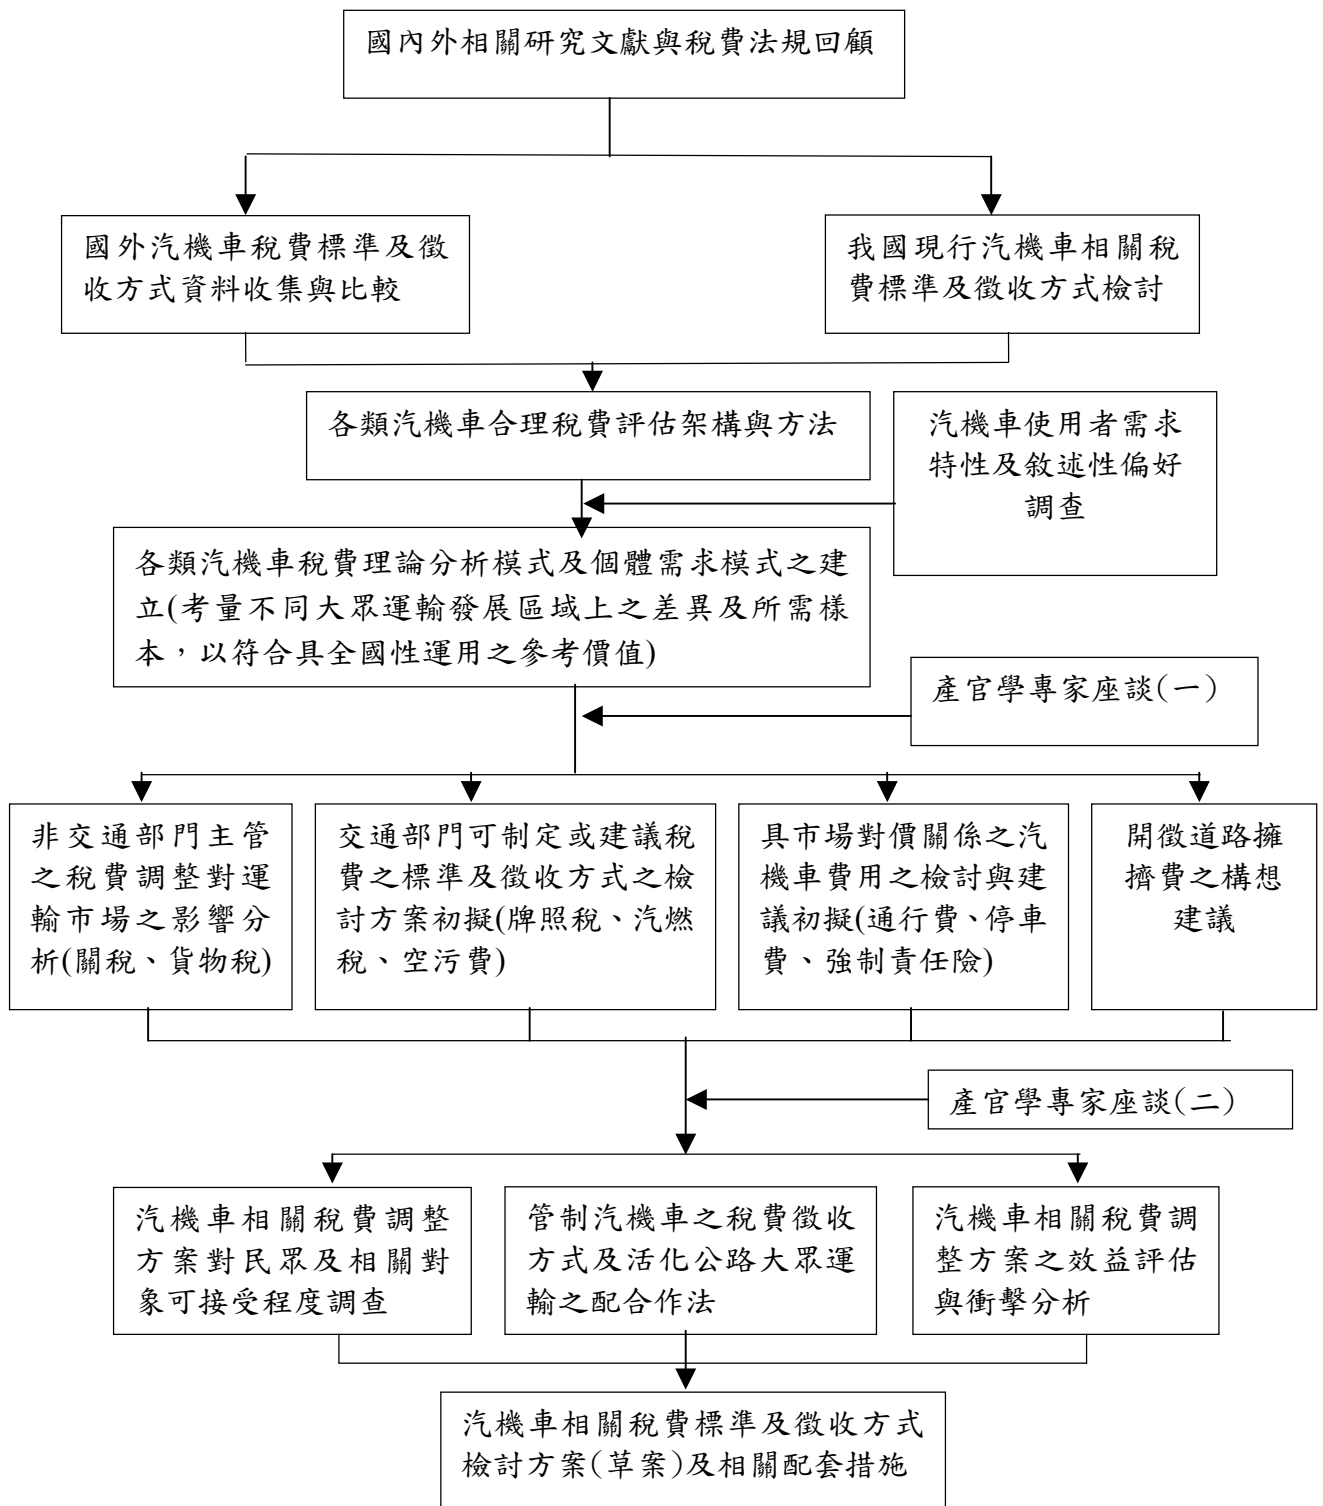 國內外相關研究文獻與稅費法規回顧
國外汽機車稅費標準及徵
收方式資料收集與比較
我國現行汽機車相關稅
費標準及徵收方式檢討
各類汽機車合理稅費評估架構與方法
汽機車使用者需求
特性及敘述性偏好
調查
各類汽機車稅費理論分析模式及個體需求模式之建
立(考量不同大眾運輸發展區域上之差異及所需樣
本，以符合具全國性運用之參考價值)
產官學專家座談(一)
非交通部門主管
之稅費調整對運
輸市場之影響分
析(關稅、貨物稅)
交通部門可制定或建議稅
費之標準及徵收方式之檢
討方案初擬(牌照稅、汽燃
稅、空污費)
具市場對價關係之汽
機車費用之檢討與建
議初擬(通行費、停車
費、強制責任險)
開徵道路擁
擠費之構想
建議
產官學專家座談(二)
汽機車相關稅費調整
方案對民眾及相關對
象可接受程度調查
管制汽機車之稅費徵收
方式及活化公路大眾運
輸之配合作法
汽機車相關稅費調
整方案之效益評估
與衝擊分析
汽機車相關稅費標準及徵收方式
檢討方案(草案)及相關配套措施